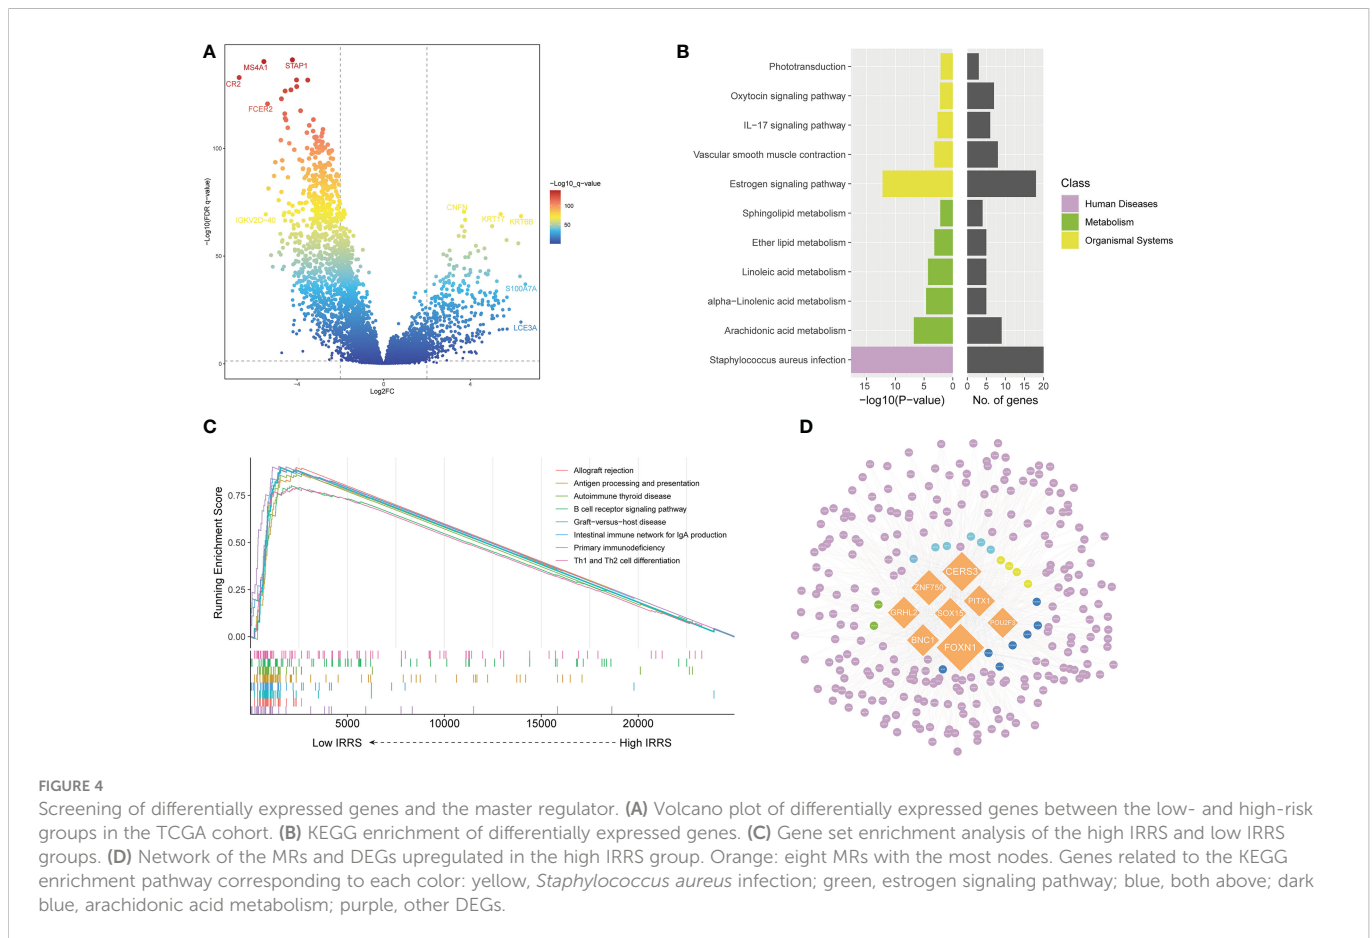 A
MS4A1
STAP1
CR2
FCER2
IGKV2D−40
CNFN
KRT17
KRT6B
S100A7A
LCE3A
−Log10(FDR q−value)
100
50
0
−4
0
4
Log2FC
−Log10_q−value
100
50
B
Phototransduction
Oxytocin signaling pathway
IL−17 signaling pathway
Vascular smooth muscle contraction
Estrogen signaling pathway
Sphingolipid metabolism
Ether lipid metabolism
Linoleic acid metabolism
alpha−Linolenic acid metabolism
Arachidonic acid metabolism
Staphylococcus aureus infection
15 10 5 0
0 5 10 15 20
−log10(P−value)
No. of genes
Class
Human Diseases
Metabolism
Organismal Systems
C
Running Enrichment Score
0.75
0.50
0.25
0.00
Allograft rejection
Antigen processing and presentation
Autoimmune thyroid disease
B cell receptor signaling pathway
Graft−versus−host disease
Intestinal immune network for IgA production
Primary immunodeficiency
Th1 and Th2 cell differentiation
5000 10000 15000 20000
Low IRRS
High IRRS
D
CERS3
ZNF750
PITX1
GRHL2
SOX15
POU2F3
BNC1
FOXN1
FIGURE 4
Screening of differentially expressed genes and the master regulator. (A) Volcano plot of differentially expressed genes between the low- and high-risk
groups in the TCGA cohort. (B) KEGG enrichment of differentially expressed genes. (C) Gene set enrichment analysis of the high IRRS and low IRRS
groups. (D) Network of the MRs and DEGs upregulated in the high IRRS group. Orange: eight MRs with the most nodes. Genes related to the KEGG
enrichment pathway corresponding to each color: yellow, Staphylococcus aureus infection; green, estrogen signaling pathway; blue, both above; dark
blue, arachidonic acid metabolism; purple, other DEGs.